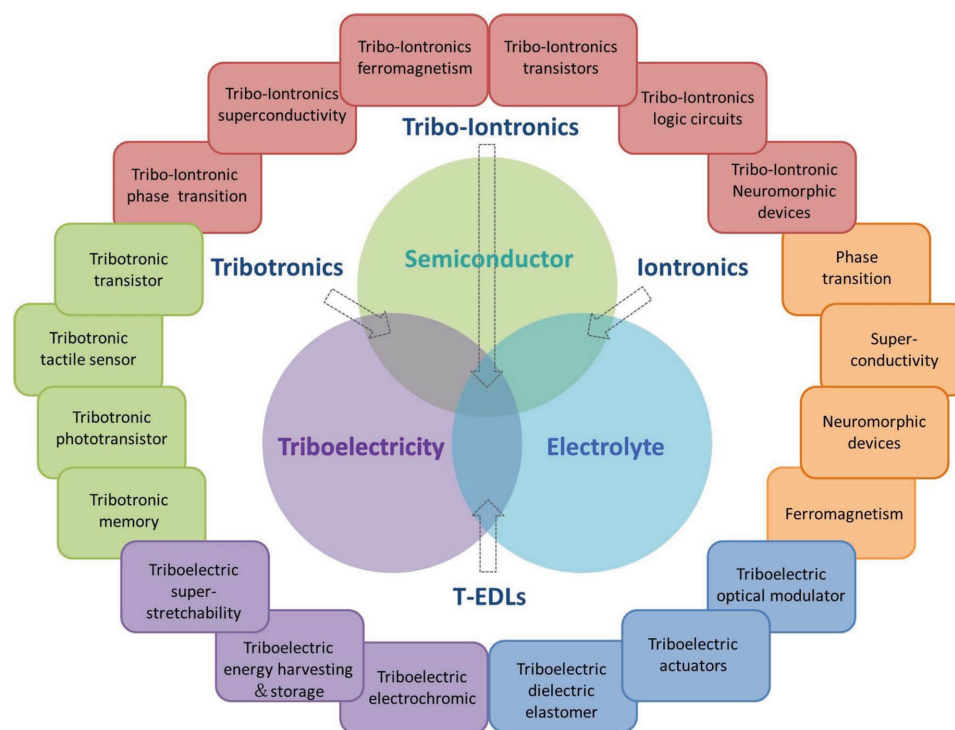 Tribo-Iontronics
ferromagnetism
Tribo-Iontronics
transistors
Tribo-Iontronics
superconductivity
Tribo-Iontronics
logic circuits
Tribo-Iontronics
Tribo-Iontronic
phase transition
Tribo-Iontronic
Neuromorphic
devices
Tribotronic
transistor
Tribotronics
Semiconductor
Iontronics
Phase
transition
Tribotronic
tactile sensor
Super-
conductivity
Tribotronic
phototransistor
Triboelectricity
Electrolyte
Neuromorphic
devices
Tribotronic
memory
Ferromagnetism
Triboelectric
super-
stretchability
T-EDLs
Triboelectric
optical modulator
Triboelectric
energy harvesting
& storage
Triboelectric
electrochromic
Triboelectric
dielectric
elastomer
Triboelectric
actuators